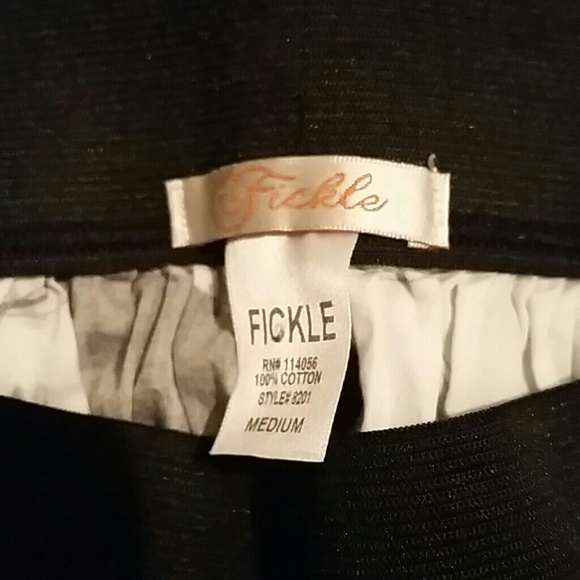 Fickle
FICKLE
RN# 114056
100% COTTON
STYLE# 8201
MEDIUM